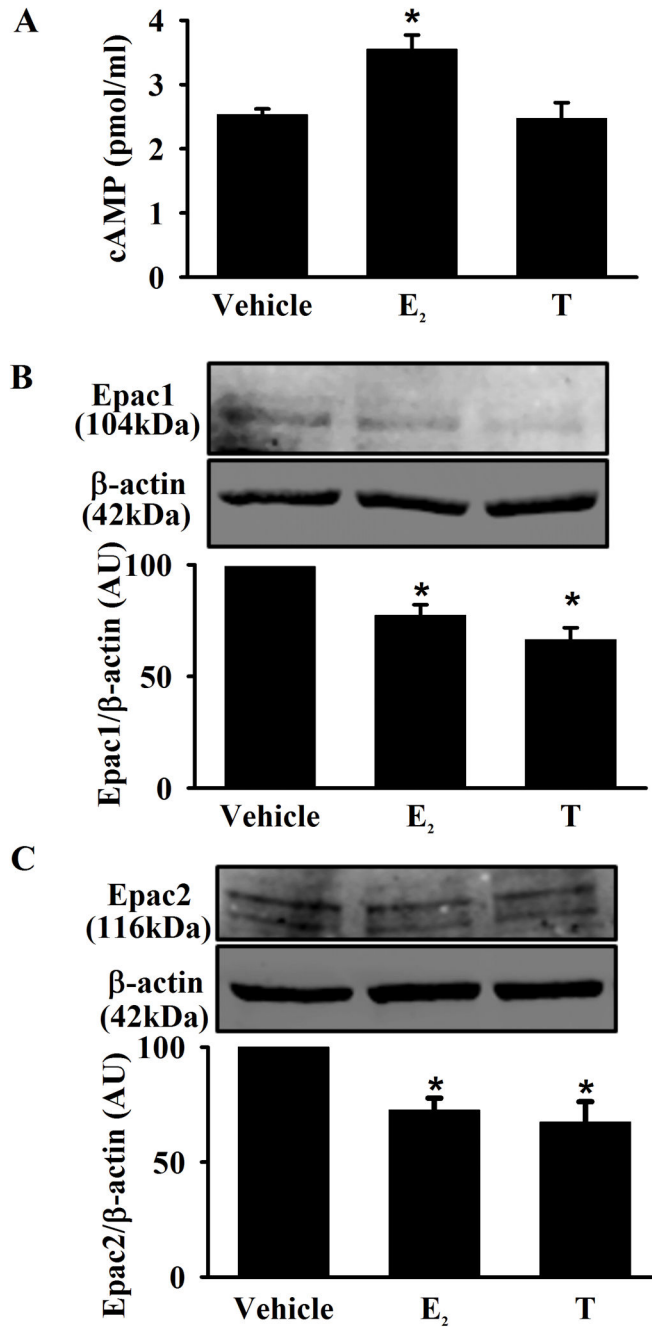 A
cAMP (pmol/ml)
4
3
2
1
0
*
Vehicle E₂ T
B
Epac1
(104kDa)
β-actin
(42kDa)
Epac1/β-actin (AU)
100
50
0
* *
Vehicle E₂ T
C
Epac2
(116kDa)
β-actin
(42kDa)
Epac2/β-actin (AU)
100
50
0
* *
Vehicle E₂ T